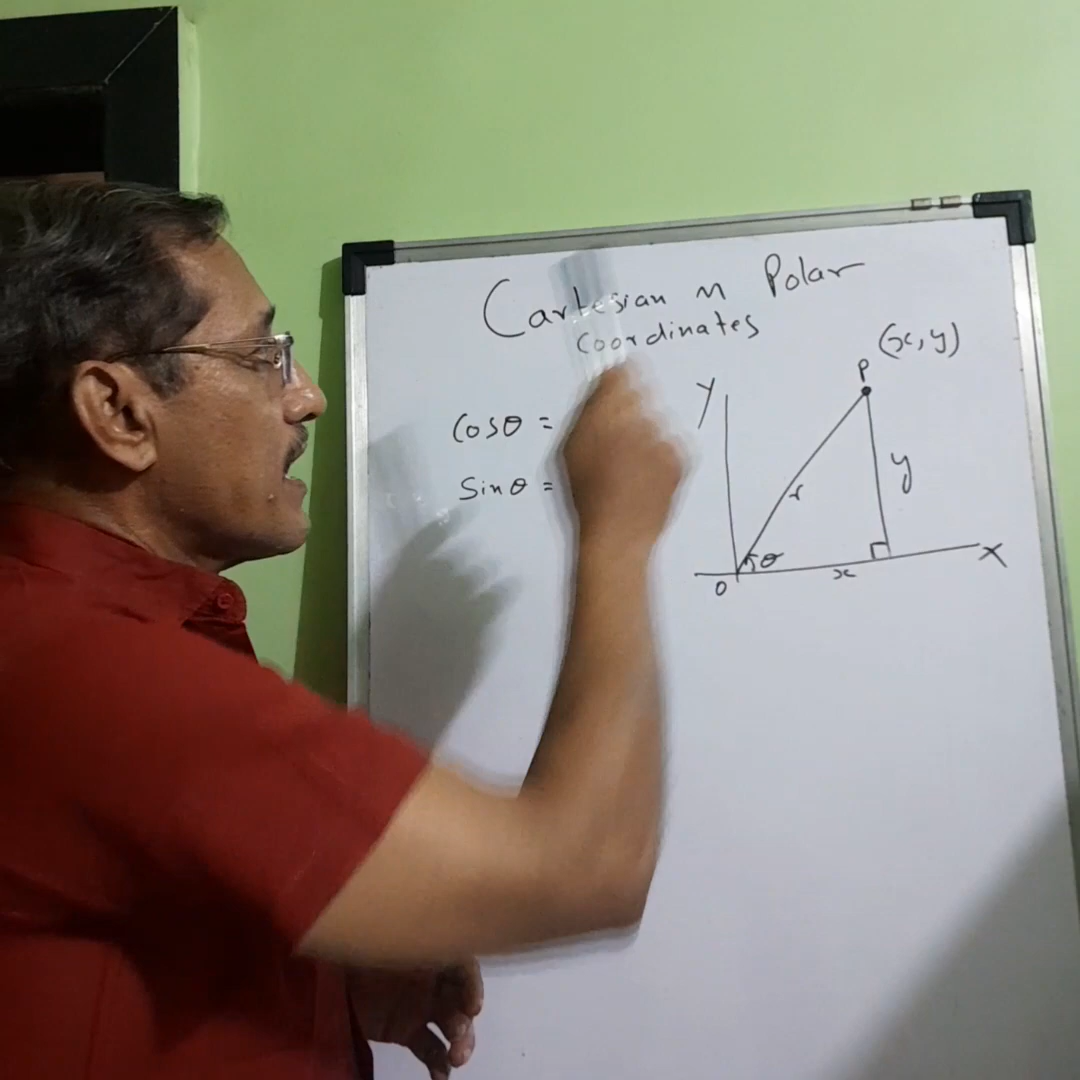 Cartesian n Polar
Coordinates
(x, y)
P
Y
Cosθ =
y
Sinθ =
r
θ
X
x
O